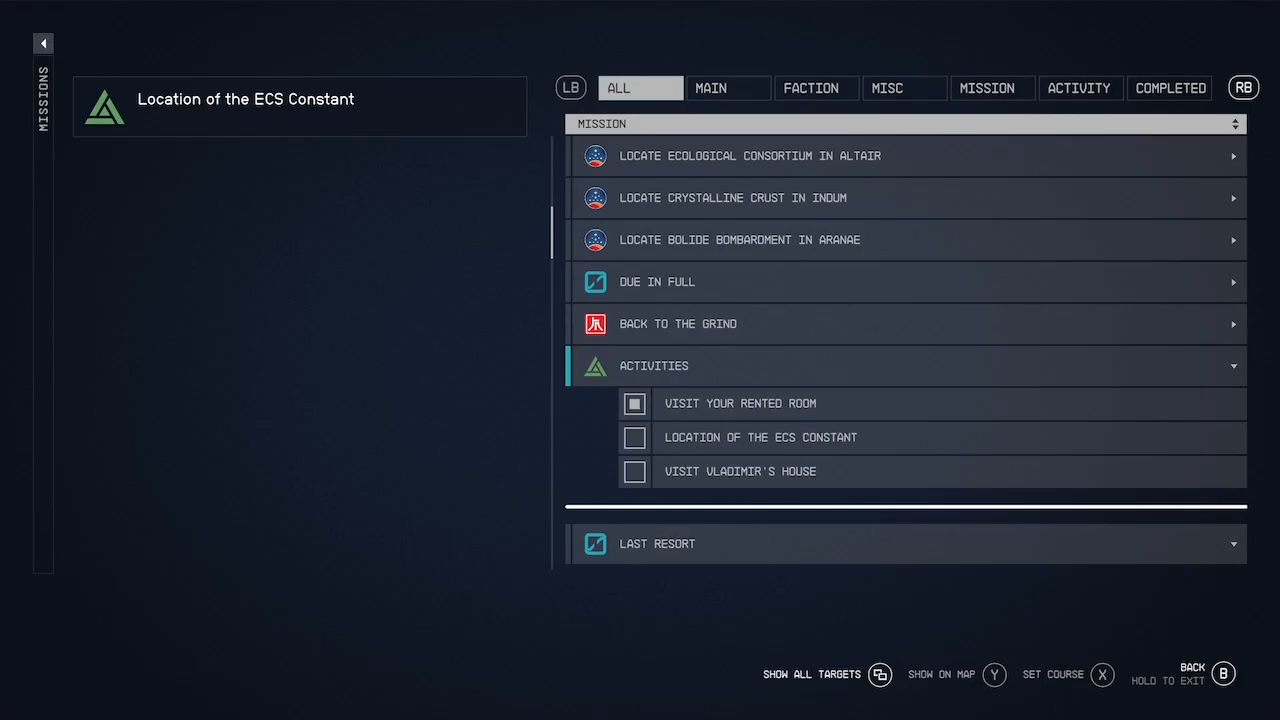 MISSIONS
Location of the ECS Constant
LB
ALL
MAIN
FACTION
MISC
MISSION
ACTIVITY
COMPLETED
RB
MISSION
LOCATE ECOLOGICAL CONSORTIUM IN ALTAIR
LOCATE CRYSTALLINE CRUST IN INDUM
LOCATE BOLIDE BOMBARDMENT IN ARANAE
DUE IN FULL
BACK TO THE GRIND
ACTIVITIES
VISIT YOUR RENTED ROOM
LOCATION OF THE ECS CONSTANT
VISIT VLADIMIR'S HOUSE
LAST RESORT
SHOW ALL TARGETS
SHOW ON MAP Y
SET COURSE X
BACK B
HOLD TO EXIT